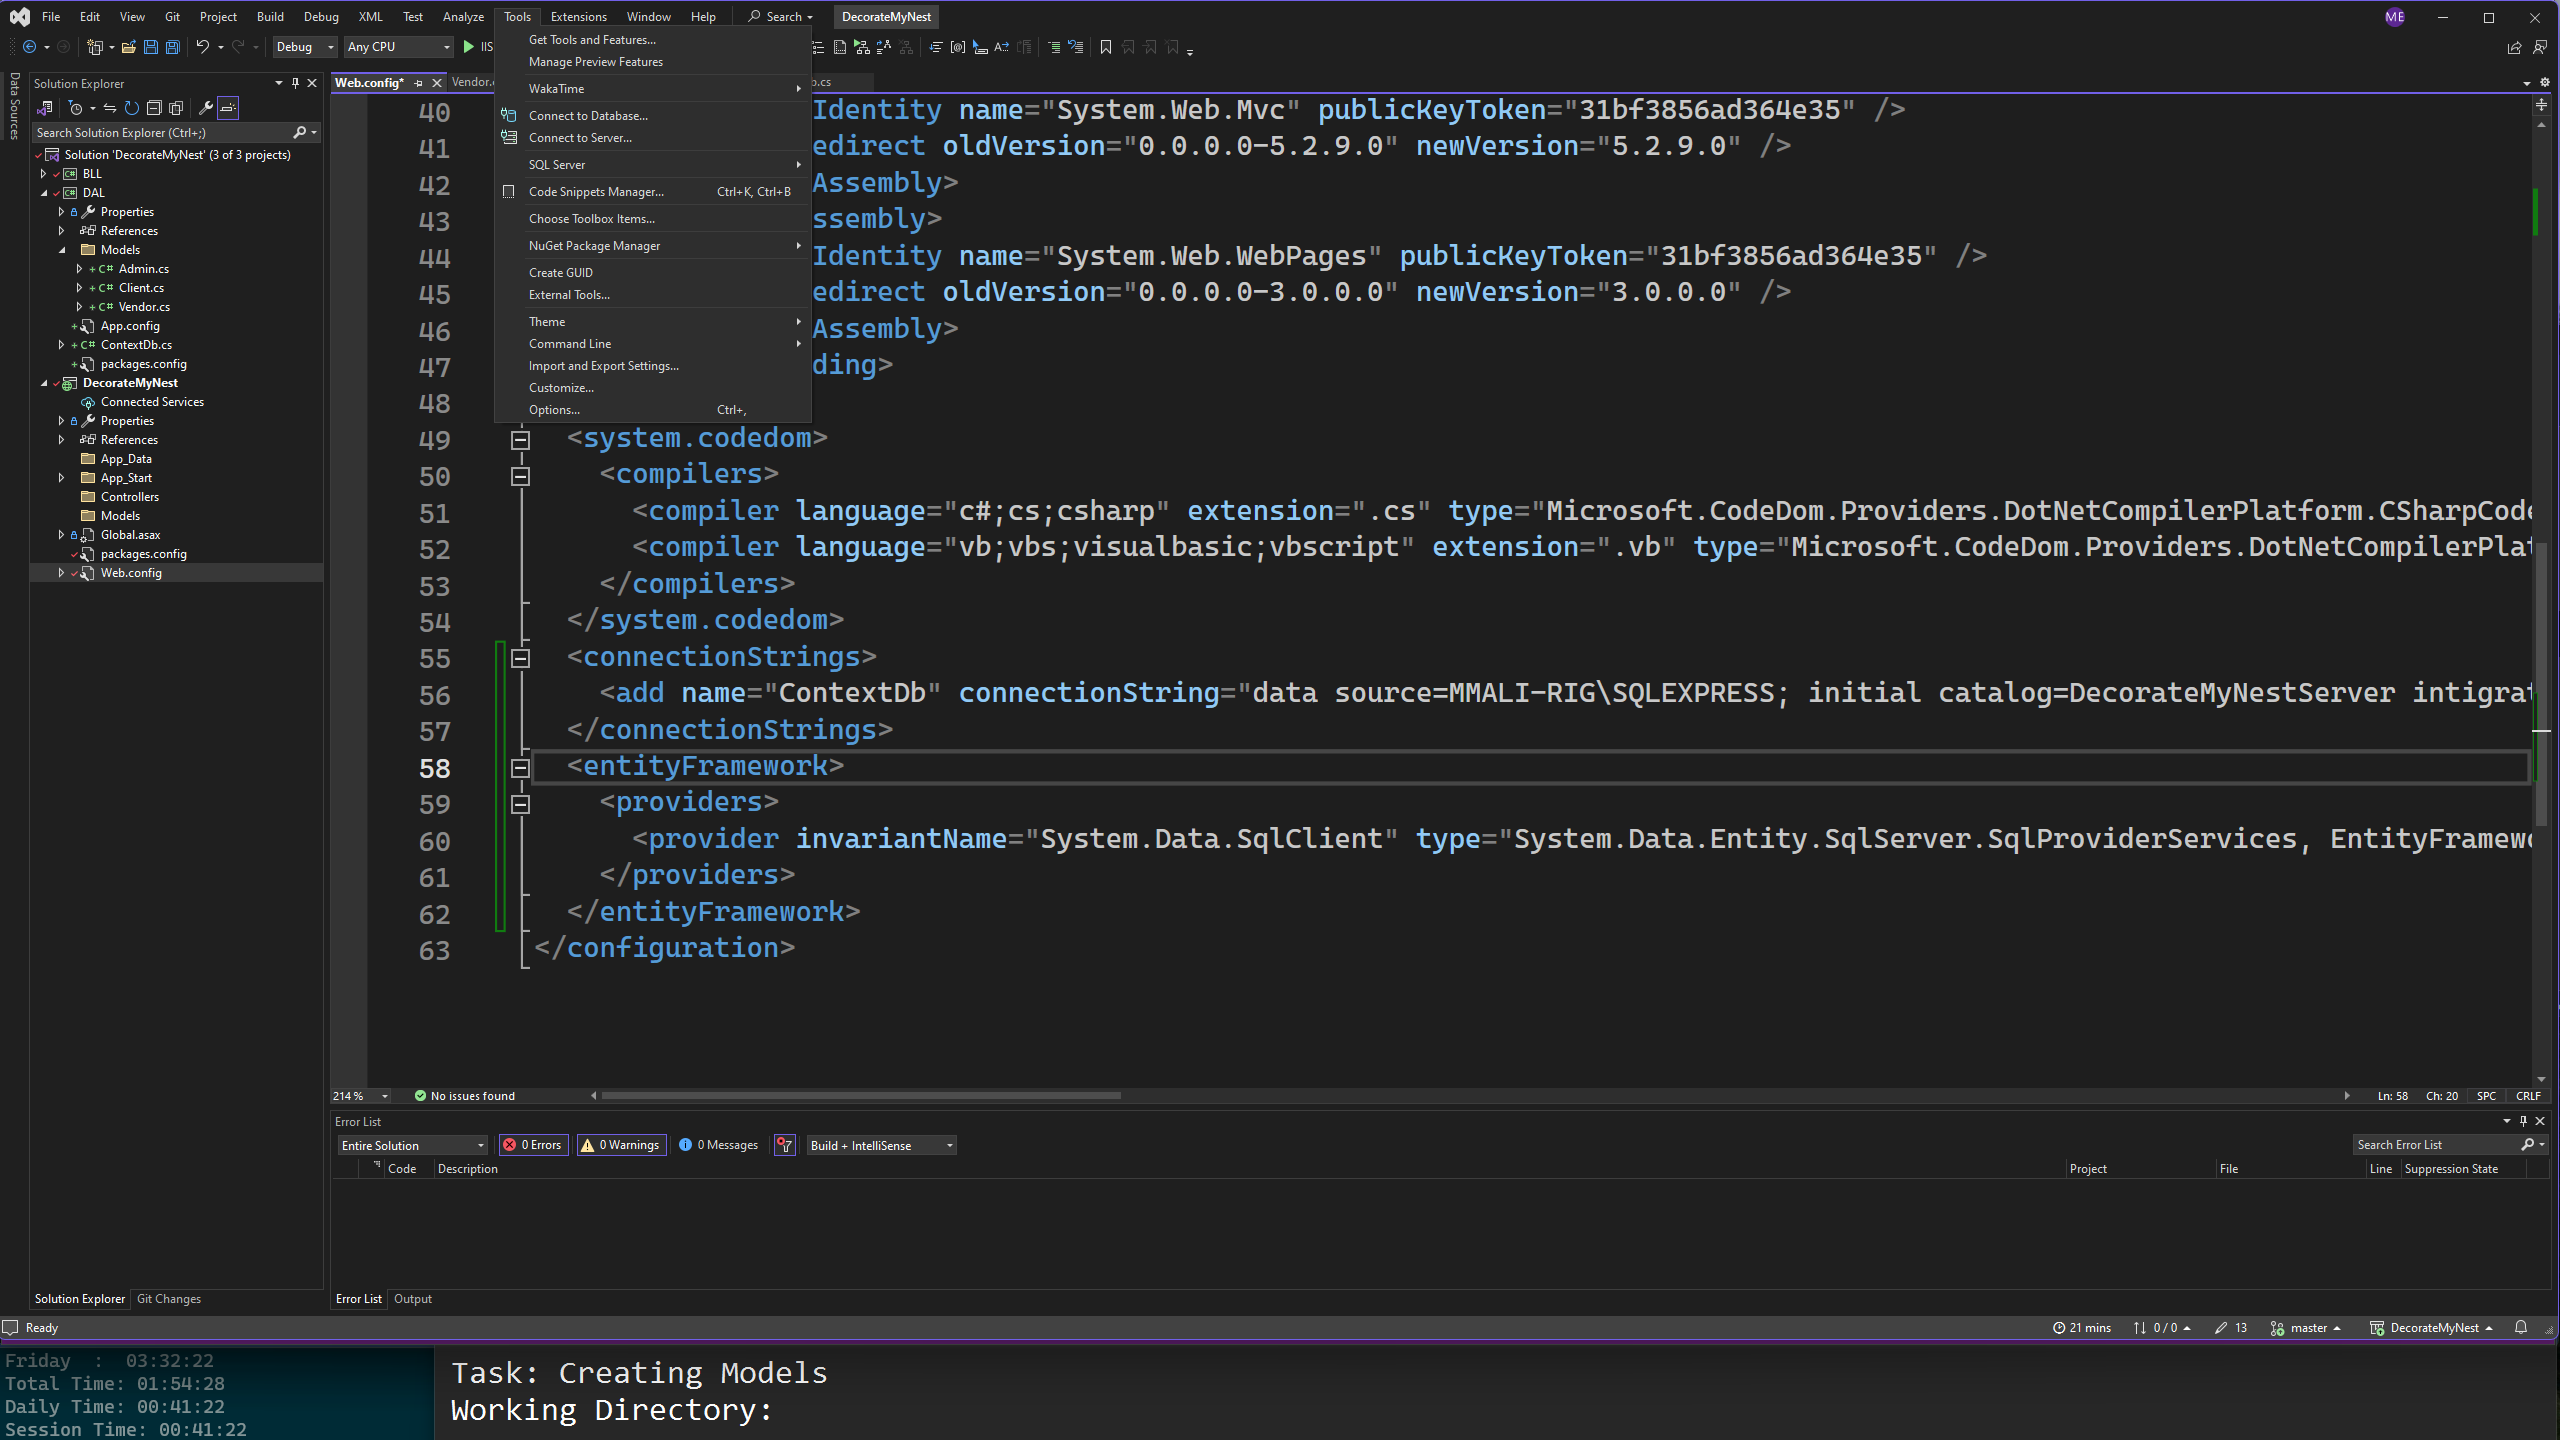 File Edit View Git Project Build Debug XML Test Analyze Tools Extensions Window Help Search DecorateMyNest ME
Debug Any CPU IIS
Data Sources
Solution Explorer
Search Solution Explorer (Ctrl+;)
Solution 'DecorateMyNest' (3 of 3 projects)
BLL
DAL
Properties
References
Models
Admin.cs
Client.cs
Vendor.cs
App.config
ContextDb.cs
packages.config
DecorateMyNest
Connected Services
Properties
References
App_Data
App_Start
Controllers
Models
Global.asax
packages.config
Web.config
Solution Explorer Git Changes
Get Tools and Features...
Manage Preview Features
WakaTime
Connect to Database...
Connect to Server...
SQL Server
Code Snippets Manager... Ctrl+K, Ctrl+B
Choose Toolbox Items...
NuGet Package Manager
Create GUID
External Tools...
Theme
Command Line
Import and Export Settings...
Customize...
Options... Ctrl+,
Web.config* Vendor.c b.cs
40 Identity name="System.Web.Mvc" publicKeyToken="31bf3856ad364e35" />
41 edirect oldVersion="0.0.0.0-5.2.9.0" newVersion="5.2.9.0" />
42 Assembly>
43 ssembly>
44 Identity name="System.Web.WebPages" publicKeyToken="31bf3856ad364e35" />
45 edirect oldVersion="0.0.0.0-3.0.0.0" newVersion="3.0.0.0" />
46 Assembly>
47 ding>
48
49 <system.codedom>
50 <compilers>
51 <compiler language="c#;cs;csharp" extension=".cs" type="Microsoft.CodeDom.Providers.DotNetCompilerPlatform.CSharpCode
52 <compiler language="vb;vbs;visualbasic;vbscript" extension=".vb" type="Microsoft.CodeDom.Providers.DotNetCompilerPlat
53 </compilers>
54 </system.codedom>
55 <connectionStrings>
56 <add name="ContextDb" connectionString="data source=MMALI-RIG\SQLEXPRESS; initial catalog=DecorateMyNestServer intigrat
57 </connectionStrings>
58 <entityFramework>
59 <providers>
60 <provider invariantName="System.Data.SqlClient" type="System.Data.Entity.SqlServer.SqlProviderServices, EntityFramewo
61 </providers>
62 </entityFramework>
63 </configuration>
214 % No issues found Ln: 58 Ch: 20 SPC CRLF
Error List
Entire Solution 0 Errors 0 Warnings 0 Messages Build + IntelliSense Search Error List
Code Description Project File Line Suppression State
Error List Output
Ready 21 mins 0 / 0 13 master DecorateMyNest
Friday : 03:32:22
Total Time: 01:54:28
Daily Time: 00:41:22
Session Time: 00:41:22
Task: Creating Models
Working Directory: